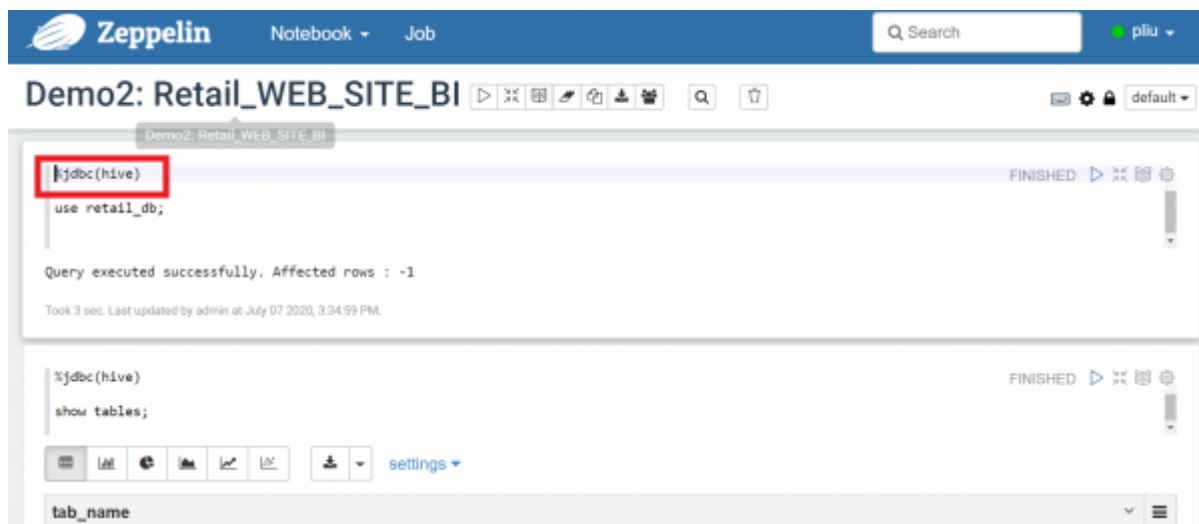 Zeppelin Notebook Job Search pliu
Demo2: Retail_WEB_SITE_BI default
Demo2: Retail_WEB_SITE_BI
%jdbc(hive) FINISHED
use retail_db;
Query executed successfully. Affected rows : -1
Took 3 sec. Last updated by admin at July 07 2020, 3:34:59 PM.
%jdbc(hive) FINISHED
show tables;
settings
tab_name